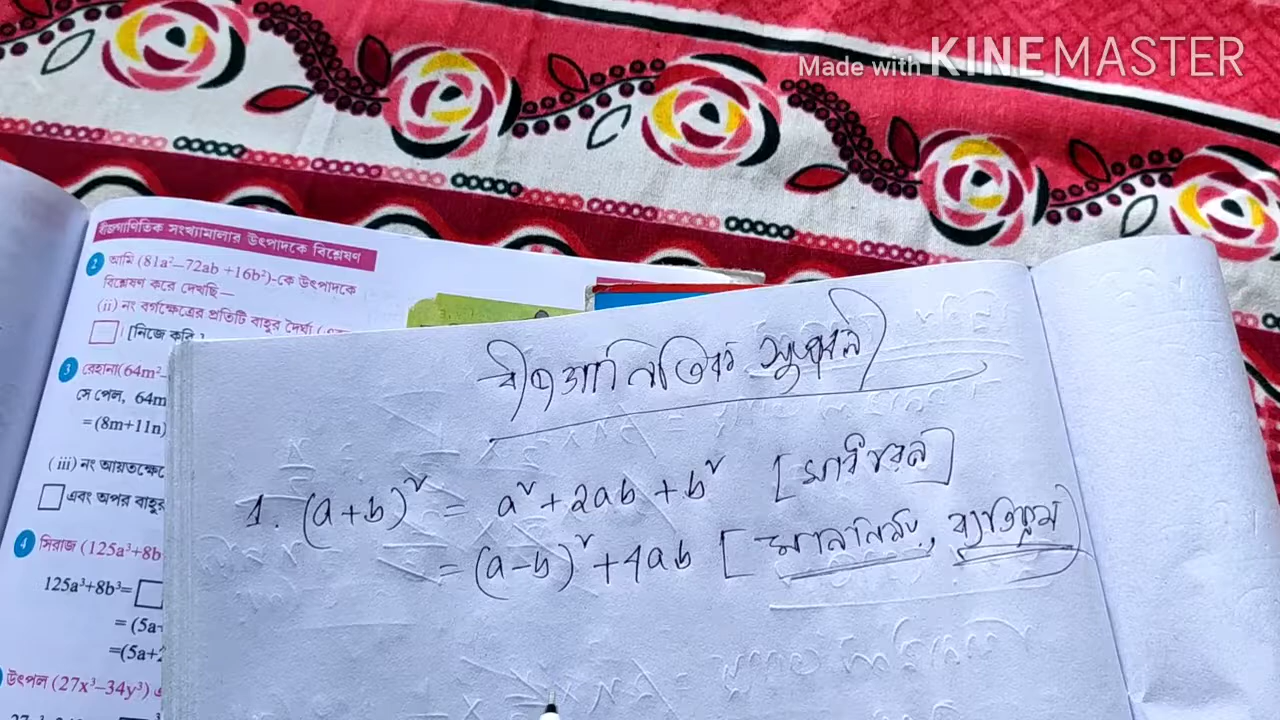 Made with KINEMASTER
বীজগাণিতিক সংখ্যামালার উৎপাদকে বিশ্লেষণ
2 আমি (81a²–72ab +16b²)-কে উৎপাদকে
বিশ্লেষণ করে দেখছি—
(ii) নং বর্গক্ষেত্রের প্রতিটি বাহুর দৈর্ঘ্য
[নিজে করি]
3 রেহানা(64m²–
সে পেল, 64m
= (8m+11n)
(iii) নং আয়তক্ষে
এবং অপর বাহুর
4 সিরাজ (125a³+8b
125a³+8b³=
= (5a
=(5a+2
উৎপল (27x³–34y³)
বীজগানিতিক সুত্রাবলী
1. (a+b)² = a² + 2ab + b² [সাধারন]
= (a-b)² + 4ab [মাননির্নয়, ব্যতিক্রম]